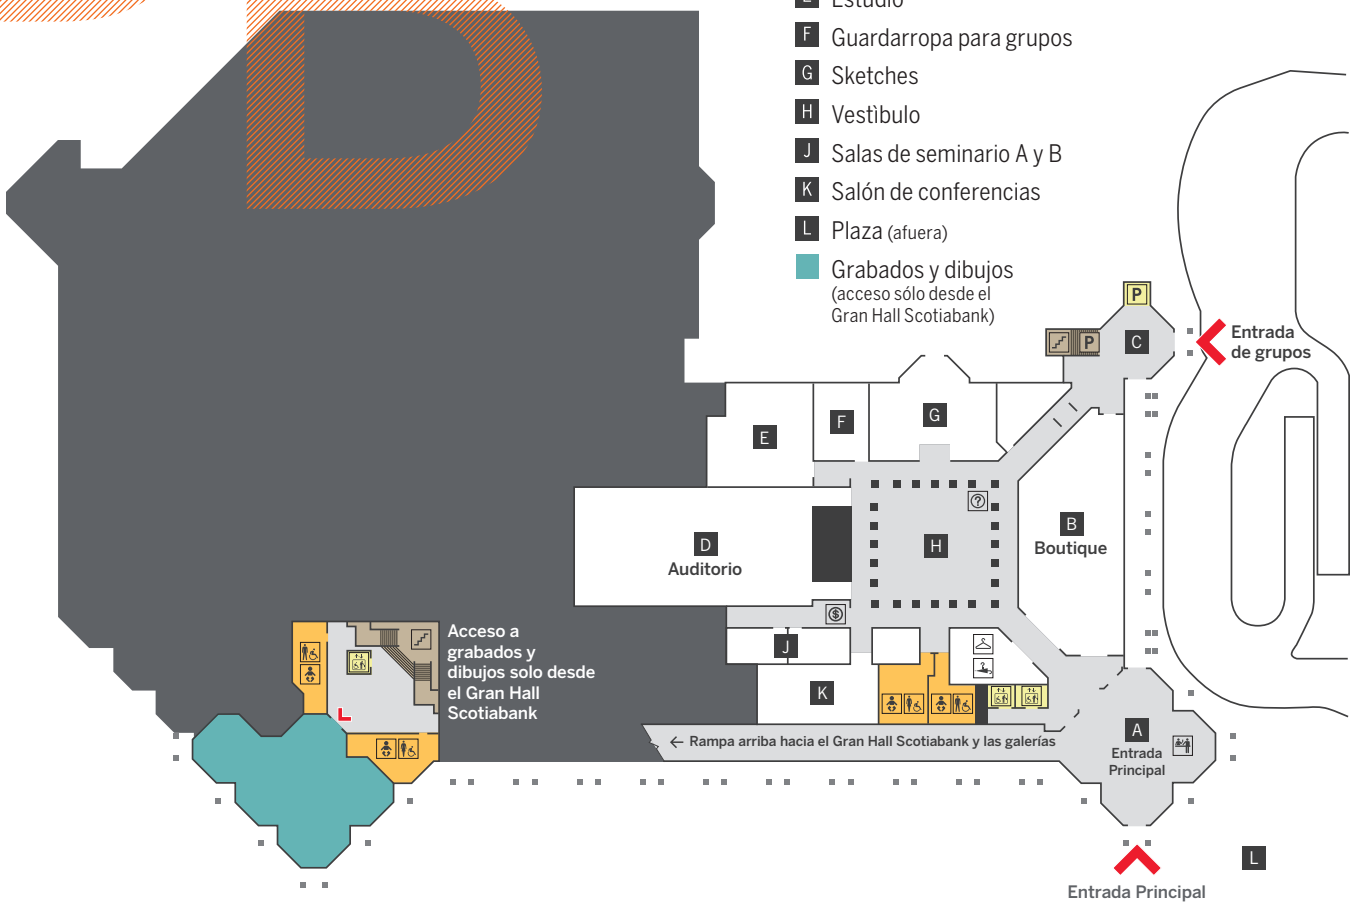 E Estudio
F Guardarropa para grupos
G Sketches
H Vestìbulo
J Salas de seminario A y B
K Salón de conferencias
L Plaza (afuera)
Grabados y dibujos
(acceso sólo desde el
Gran Hall Scotiabank)
P
P
C
Entrada
de grupos
E
F
G
?
D
Auditorio
H
B
Boutique
$
Acceso a
grabados y
dibujos solo desde
el Gran Hall
Scotiabank
J
K
← Rampa arriba hacia el Gran Hall Scotiabank y las galerías
A
Entrada
Principal
L
Entrada Principal